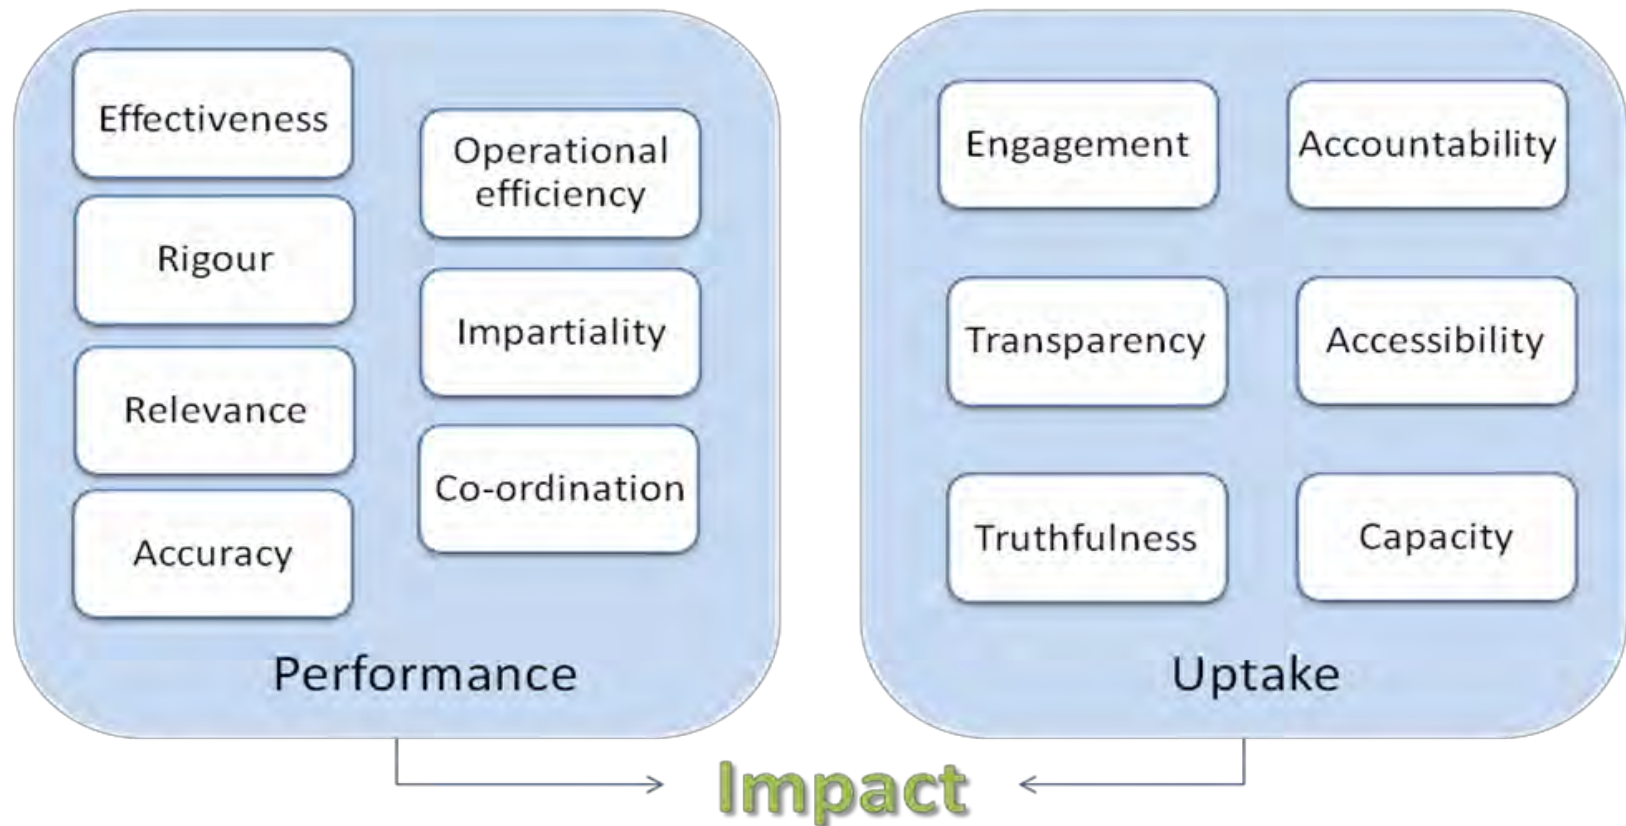 Effectiveness
Rigour
Relevance
Accuracy
Operational
efficiency
Impartiality
Co-ordination
Performance
Engagement
Accountability
Transparency
Accessibility
Truthfulness
Capacity
Uptake
Impact